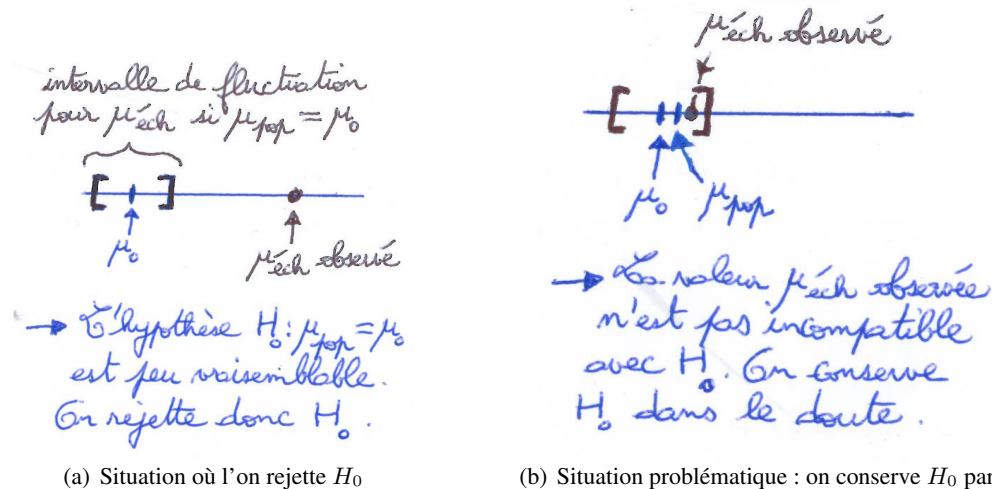 intervalle de fluctuation
pour μéch si μpop = μ0
[ ]
μ0
μéch observé
→ L'hypothèse H0 : μpop = μ0
est peu vraisemblable.
On rejette donc H0.
(a) Situation où l'on rejette H0
μéch observé
[ ]
μ0
μpop
→ La valeur μéch observée
n'est pas incompatible
avec H0. On conserve
H0 dans le doute.
(b) Situation problématique : on conserve H0 par